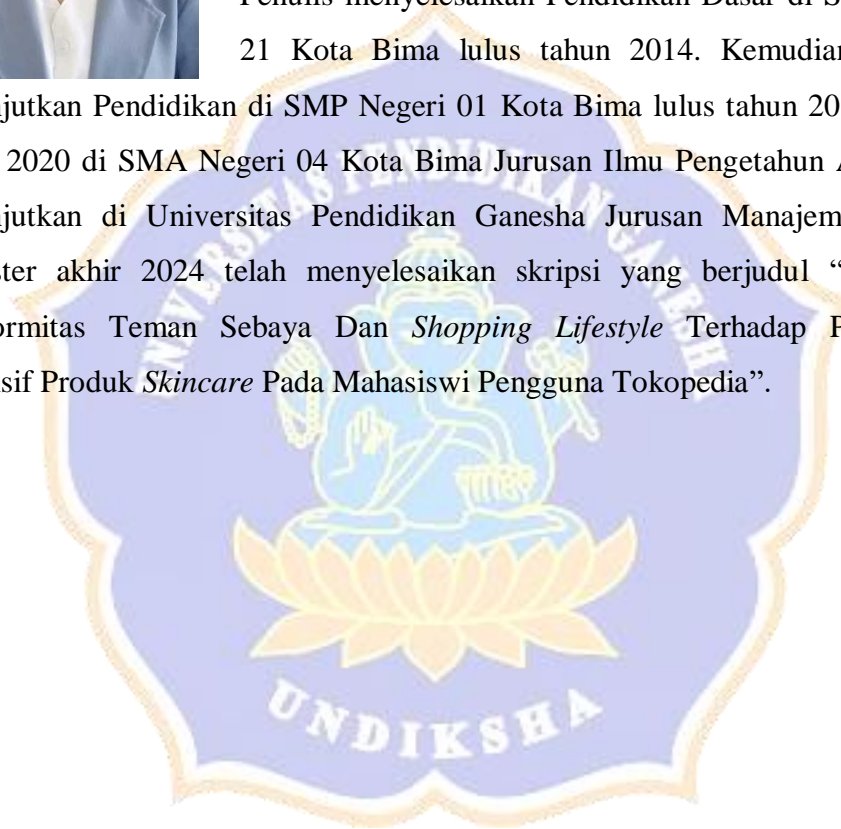 Penulis menyelesaikan Pendidikan Dasar di S
21 Kota Bima lulus tahun 2014. Kemudian
jutkan Pendidikan di SMP Negeri 01 Kota Bima lulus tahun 20
2020 di SMA Negeri 04 Kota Bima Jurusan Ilmu Pengetahun A
jutkan di Universitas Pendidikan Ganesha Jurusan Manajem
ter akhir 2024 telah menyelesaikan skripsi yang berjudul “
ormitas Teman Sebaya Dan Shopping Lifestyle Terhadap P
sif Produk Skincare Pada Mahasiswi Pengguna Tokopedia”.
UNIVERSITAS PENDIDIKAN GANESHA
UNDIKSHA